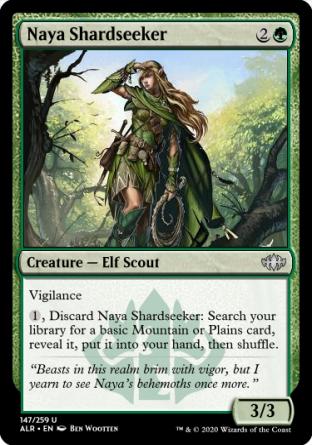 Naya Shardseeker 2
Creature — Elf Scout
Vigilance
1, Discard Naya Shardseeker: Search your
library for a basic Mountain or Plains card,
reveal it, put it into your hand, then shuffle.
“Beasts in this realm brim with vigor, but I
yearn to see Naya's behemoths once more.”
3/3
147/259 U
ALR • EN Ben Wootten ™ & © 2020 Wizards of the Coast